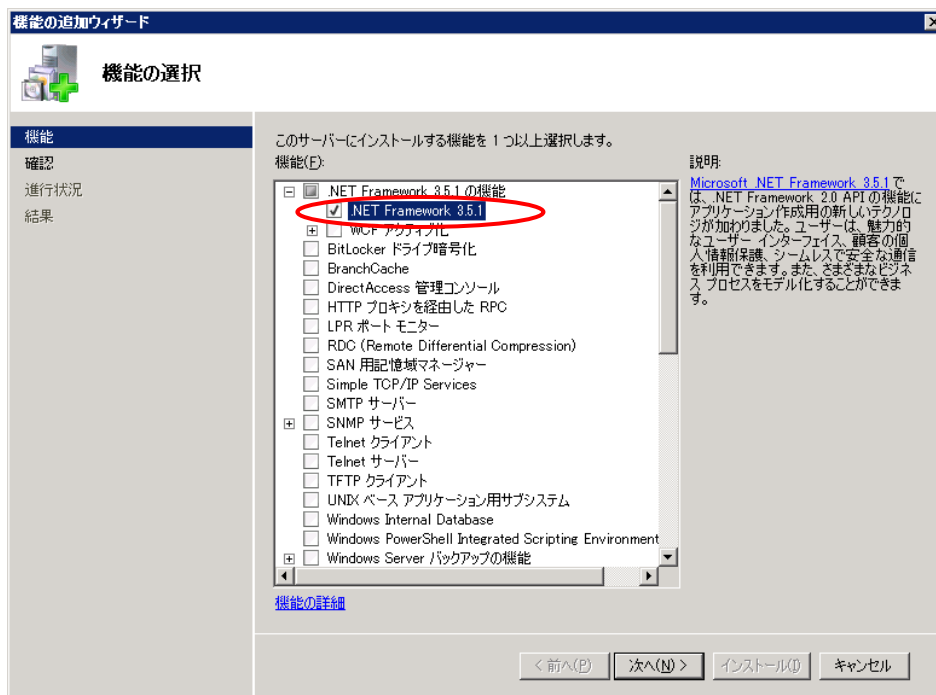 機能の追加ウィザード
機能の選択
機能
確認
進行状況
結果
このサーバーにインストールする機能を 1 つ以上選択します。
機能(F):
.NET Framework 3.5.1 の機能
.NET Framework 3.5.1
WCF アクティブ化
BitLocker ドライブ暗号化
BranchCache
DirectAccess 管理コンソール
HTTP プロキシを経由した RPC
LPR ポート モニター
RDC (Remote Differential Compression)
SAN 用記憶域マネージャー
Simple TCP/IP Services
SMTP サーバー
SNMP サービス
Telnet クライアント
Telnet サーバー
TFTP クライアント
UNIX ベース アプリケーション用サブシステム
Windows Internal Database
Windows PowerShell Integrated Scripting Environment
Windows Server バックアップの機能
機能の詳細
説明:
Microsoft .NET Framework 3.5.1 で
は、.NET Framework 2.0 API の機能に
アプリケーション作成用の新しいテクノロ
ジが加わりました。ユーザーは、魅力的
なユーザー インターフェイス、顧客の個
人情報保護、シームレスで安全な通信
を利用できます。また、さまざまなビジネ
ス プロセスをモデル化することができま
す。
< 前へ(P)
次へ(N) >
インストール(I)
キャンセル